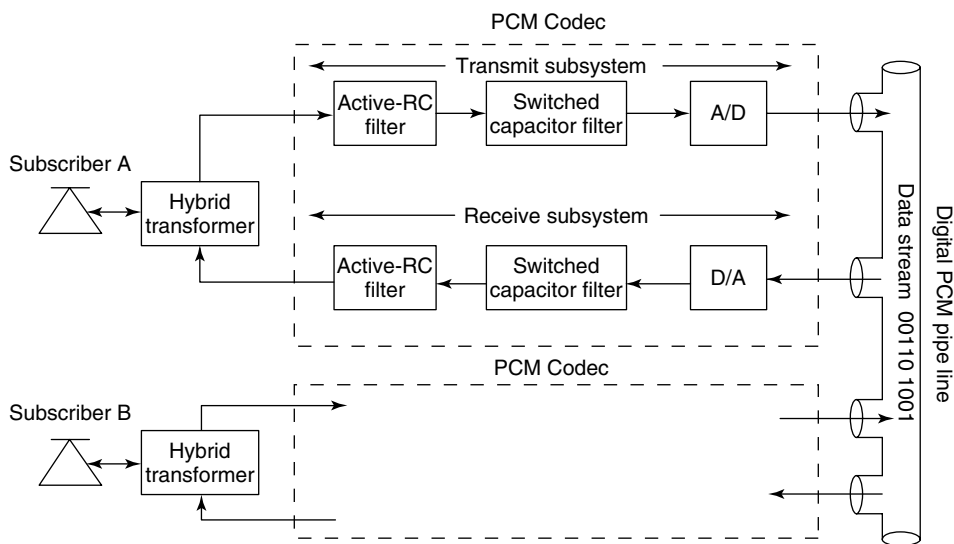 PCM Codec
Transmit subsystem
Active-RC
filter
Switched
capacitor filter
A/D
Subscriber A
Hybrid
transformer
Receive subsystem
Active-RC
filter
Switched
capacitor filter
D/A
PCM Codec
Subscriber B
Hybrid
transformer
Data stream 00110 1001
Digital PCM pipe line